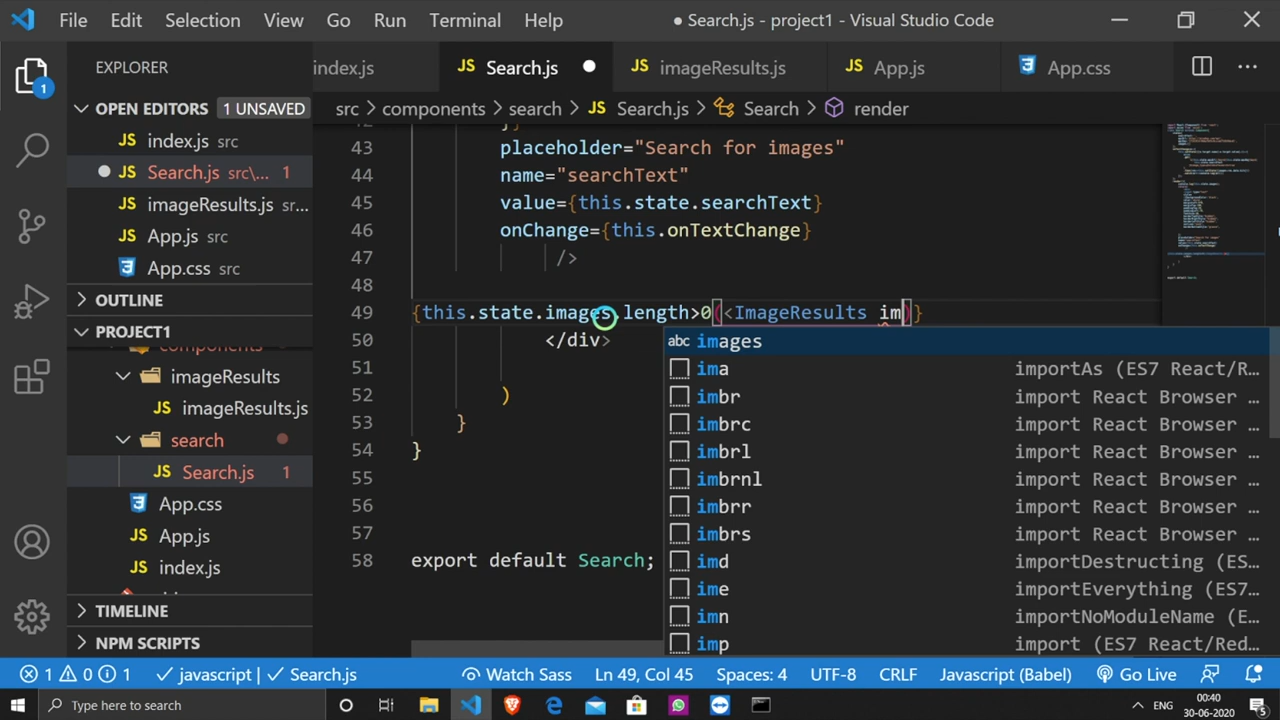 File Edit Selection View Go Run Terminal Help ● Search.js - project1 - Visual Studio Code
EXPLORER
index.js JS Search.js JS imageResults.js JS App.js App.css
OPEN EDITORS 1 UNSAVED
JS index.js src
JS Search.js src\... 1
JS imageResults.js sr...
JS App.js src
App.css src
OUTLINE
PROJECT1
components
imageResults
JS imageResults.js
search
JS Search.js 1
App.css
JS App.js
JS index.js
TIMELINE
NPM SCRIPTS
1
src > components > search > JS Search.js > Search > render
42 }}
43 placeholder="Search for images"
44 name="searchText"
45 value={this.state.searchText}
46 onChange={this.onTextChange}
47 />
48
49 {this.state.images.length>0(<ImageResults im)}
50 </div>
51
52 )
53 }
54 }
55
56
57
58 export default Search;
abc images
ima importAs (ES7 React/R...
imbr import React Browser ...
imbrc import React Browser ...
imbrl import React Browser ...
imbrnl import React Browser ...
imbrr import React Browser ...
imbrs import React Browser ...
imd importDestructing (ES...
ime importEverything (ES7...
imn importNoModuleName (E...
imp import (ES7 React/Red...
1 0 1 javascript | Search.js Watch Sass Ln 49, Col 45 Spaces: 4 UTF-8 CRLF Javascript (Babel) Go Live
Type here to search ENG 00:40
30-06-2020 5